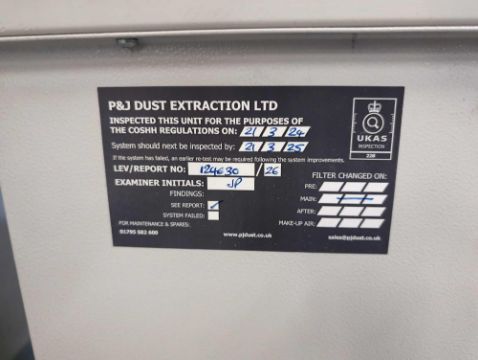 P&J DUST EXTRACTION LTD
INSPECTED THIS UNIT FOR THE PURPOSES OF
THE COSHH REGULATIONS ON: 21/3/24
System should next be inspected by: 21/3/25
If the system has failed, an earlier re-test may be required following the system improvements.
LEV/REPORT NO: 124630/26
EXAMINER INITIALS: JP
FINDINGS:
SEE REPORT:
SYSTEM FAILED:
FOR MAINTENANCE & SPARES:
01795 582 600
www.pjdust.co.uk
UKAS
INSPECTION
228
FILTER CHANGED ON:
PRE:
MAIN:
AFTER:
MAKE-UP AIR:
sales@pjdust.co.uk